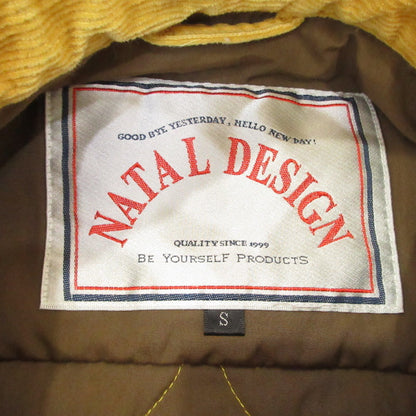 GOOD BYE YESTERDAY, HELLO NEW DAY!
NATAL DESIGN
QUALITY SINCE 1999
BE YOURSELF PRODUCTS
S